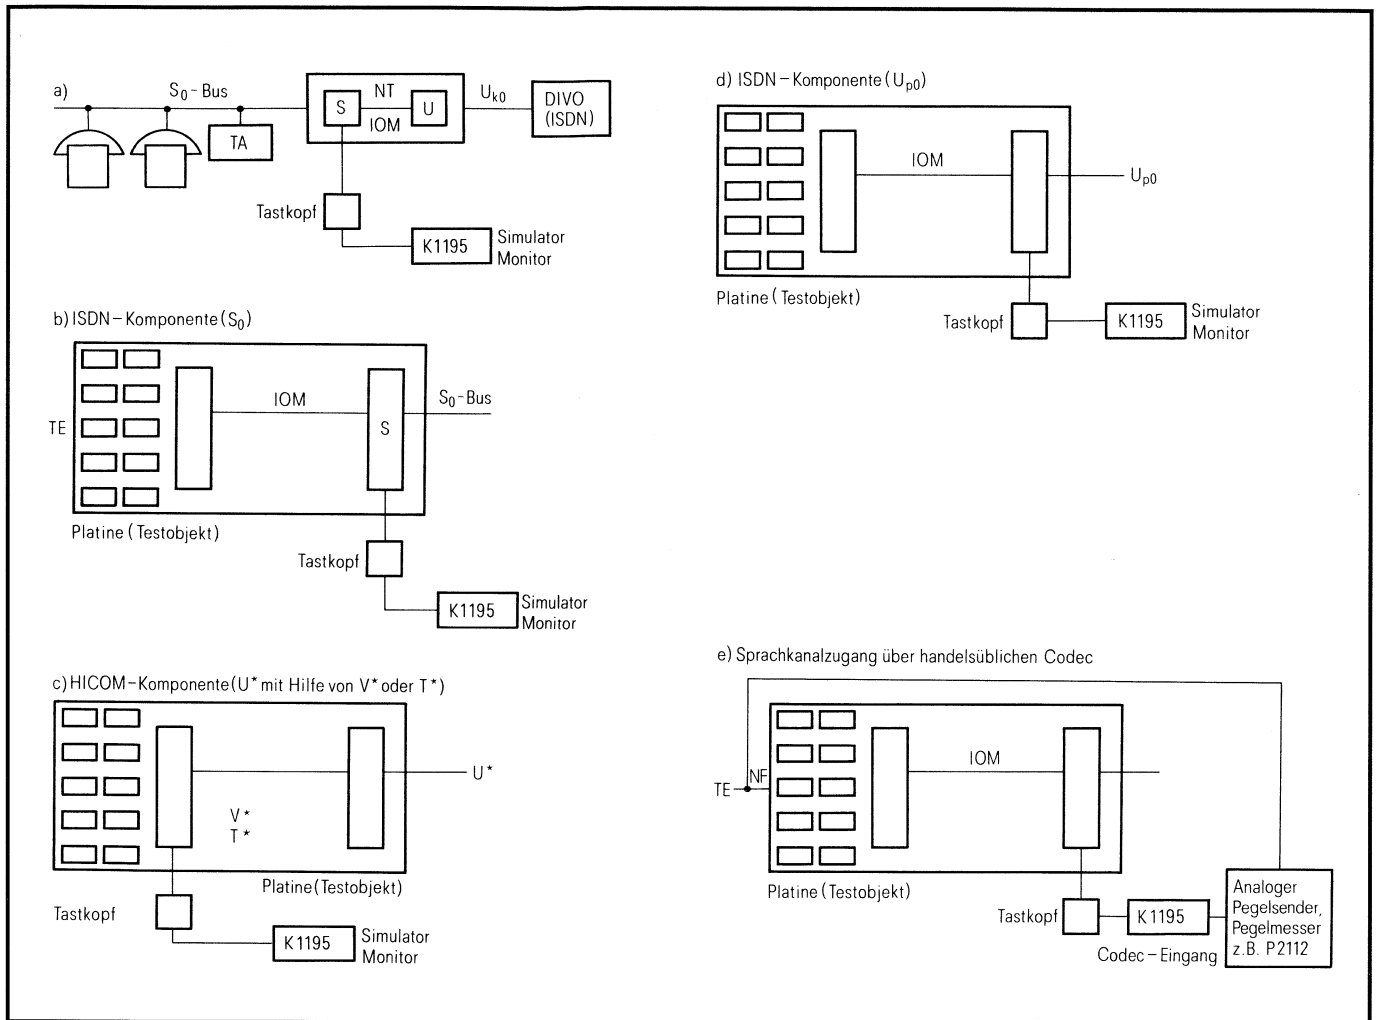 a)
S₀-Bus
TA
S
NT
IOM
U
Uk0
DIVO
(ISDN)
Tastkopf
K1195
Simulator
Monitor
b) ISDN-Komponente (S₀)
TE
IOM
S
S₀-Bus
Platine (Testobjekt)
Tastkopf
K1195
Simulator
Monitor
c) HICOM-Komponente (U* mit Hilfe von V* oder T*)
U*
V*
T*
Platine (Testobjekt)
Tastkopf
K1195
Simulator
Monitor
d) ISDN-Komponente (Up0)
IOM
Up0
Platine (Testobjekt)
Tastkopf
K1195
Simulator
Monitor
e) Sprachkanalzugang über handelsüblichen Codec
TE
NF
IOM
Platine (Testobjekt)
Tastkopf
K1195
Codec-Eingang
Analoger
Pegelsender,
Pegelmesser
z.B. P2112